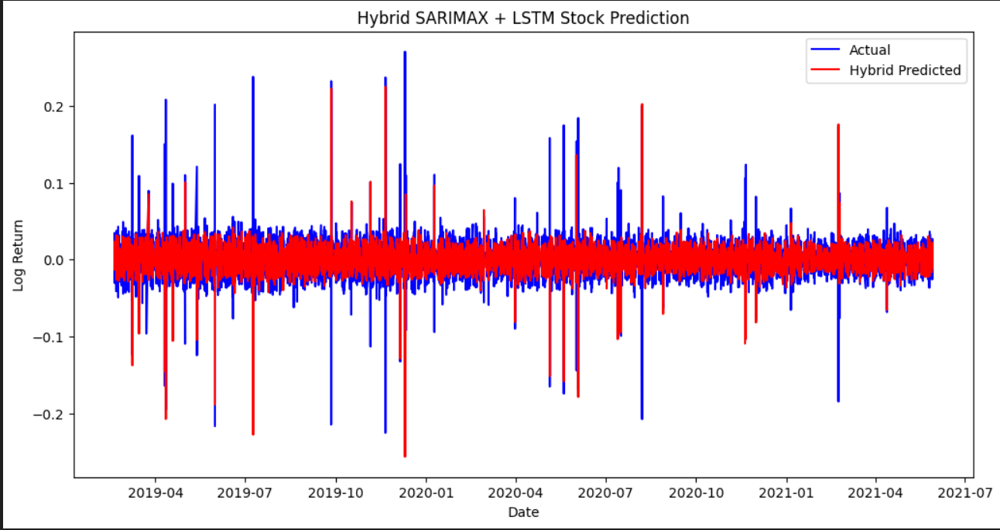 Hybrid SARIMAX + LSTM Stock Prediction
Actual
Hybrid Predicted
0.2
0.1
0.0
−0.1
−0.2
Log Return
2019-04 2019-07 2019-10 2020-01 2020-04 2020-07 2020-10 2021-01 2021-04 2021-07
Date